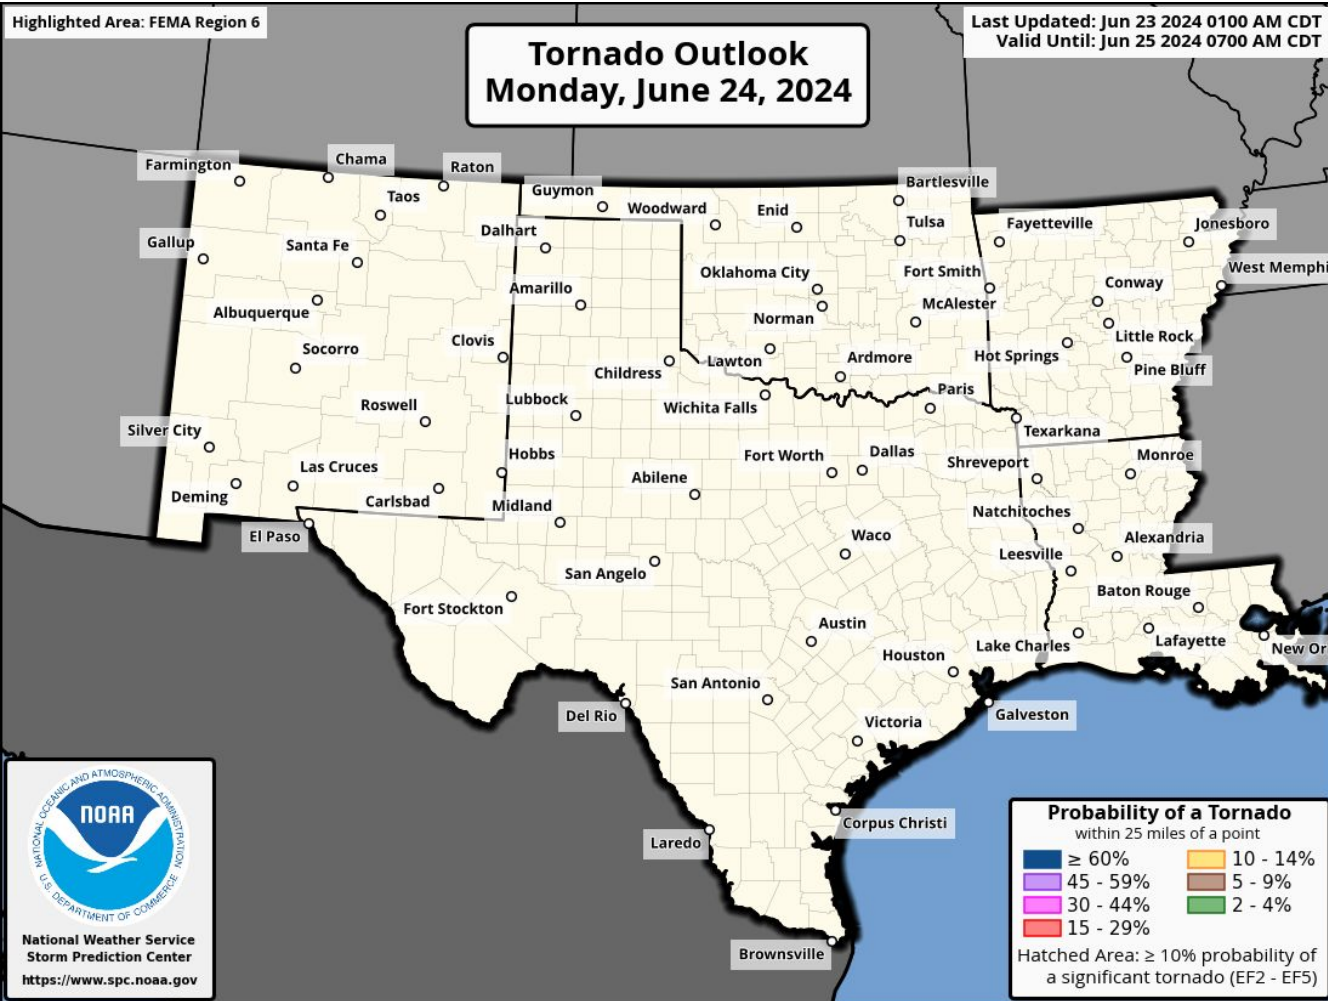 Highlighted Area: FEMA Region 6
Last Updated: Jun 23 2024 0100 AM CDT
Valid Until: Jun 25 2024 0700 AM CDT
Tornado Outlook
Monday, June 24, 2024
Farmington
Chama
Raton
Taos
Guymon
Woodward
Enid
Bartlesville
Tulsa
Fayetteville
Jonesboro
Gallup
Santa Fe
Dalhart
Oklahoma City
Fort Smith
West Memphi
Albuquerque
Amarillo
Norman
McAlester
Conway
Socorro
Clovis
Childress
Lawton
Ardmore
Hot Springs
Little Rock
Pine Bluff
Roswell
Lubbock
Wichita Falls
Paris
Texarkana
Silver City
Las Cruces
Hobbs
Abilene
Fort Worth
Dallas
Shreveport
Monroe
Deming
Carlsbad
Midland
Natchitoches
El Paso
Waco
Leesville
Alexandria
San Angelo
Fort Stockton
Baton Rouge
Austin
Lake Charles
Lafayette
New Or
Houston
San Antonio
Del Rio
Victoria
Galveston
Corpus Christi
Laredo
Brownsville
NATIONAL OCEANIC AND ATMOSPHERIC ADMINISTRATION
NOAA
U.S. DEPARTMENT OF COMMERCE
National Weather Service
Storm Prediction Center
https://www.spc.noaa.gov
Probability of a Tornado
within 25 miles of a point
≥ 60%
10 - 14%
45 - 59%
5 - 9%
30 - 44%
2 - 4%
15 - 29%
Hatched Area: ≥ 10% probability of
a significant tornado (EF2 - EF5)